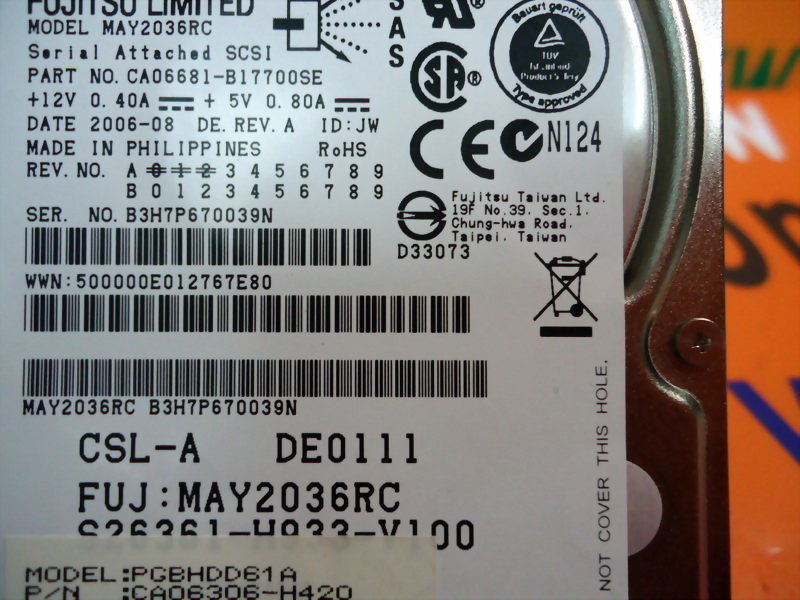 FUJITSU LIMITED
MODEL MAY2036RC
Serial Attached SCSI
PART NO. CA06681-B17700SE
+12V 0.40A + 5V 0.80A
DATE 2006-08 DE. REV. A ID:JW
MADE IN PHILIPPINES RoHS
REV. NO. A 0 1 2 3 4 5 6 7 8 9
B 0 1 2 3 4 5 6 7 8 9
SER. NO. B3H7P670039N
WWN:500000E012767E80
MAY2036RC B3H7P670039N
CSL-A DE0111
FUJ:MAY2036RC
S26361-H933-V100
MODEL:PGBHDD61A
P/N :CA06306-H420
SAS
SA
Bauart geprüft
TÜV
Type approved
CE N124
Fujitsu Taiwan Ltd.
19F No.39, Sec.1,
Chung-hwa Road,
Taipei, Taiwan
D33073
NOT COVER THIS HOLE.